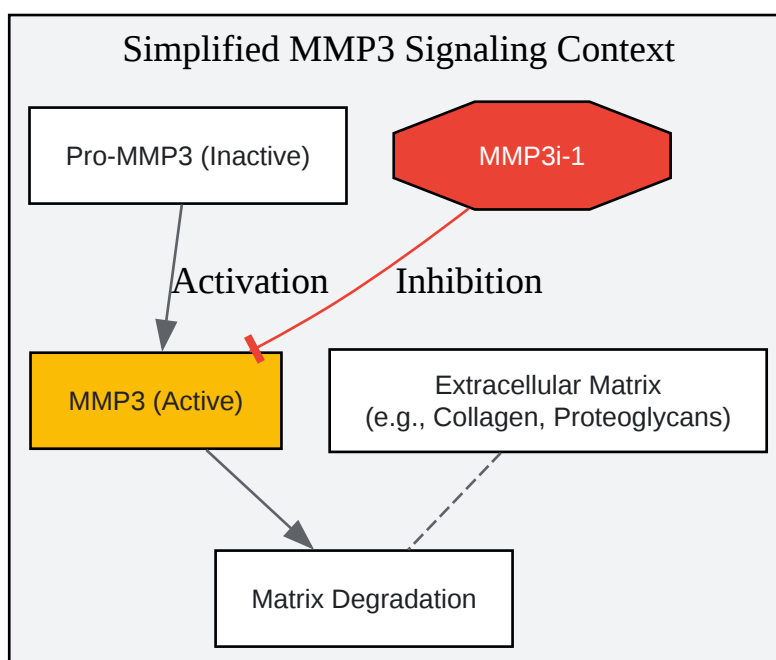 Simplified MMP3 Signaling Context
Pro-MMP3 (Inactive)
MMP3i-1
Activation
Inhibition
MMP3 (Active)
Extracellular Matrix
(e.g., Collagen, Proteoglycans)
Matrix Degradation